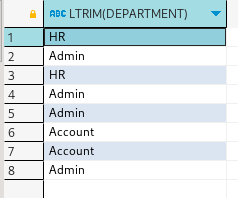 ABC LTRIM(DEPARTMENT)
1 HR
2 Admin
3 HR
4 Admin
5 Admin
6 Account
7 Account
8 Admin